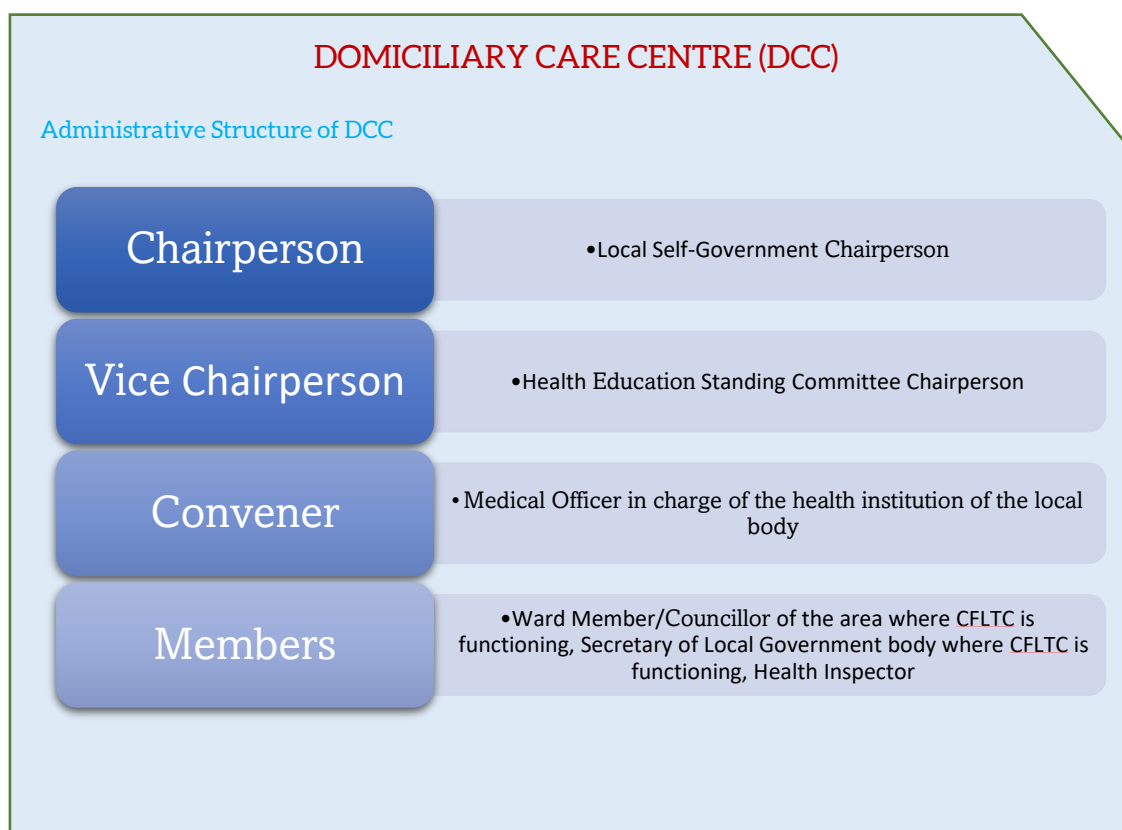 DOMICILIARY CARE CENTRE (DCC)
Administrative Structure of DCC
Chairperson
•Local Self-Government Chairperson
Vice Chairperson
•Health Education Standing Committee Chairperson
Convener
• Medical Officer in charge of the health institution of the local
body
Members
•Ward Member/Councillor of the area where CFLTC is
functioning, Secretary of Local Government body where CFLTC is
functioning, Health Inspector